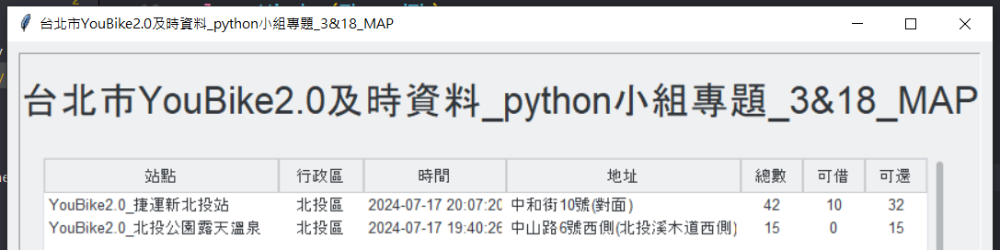 台北市YouBike2.0及時資料_python小組專題_3&18_MAP
台北市YouBike2.0及時資料_python小組專題_3&18_MAP
站點 行政區 時間 地址 總數 可借 可還
YouBike2.0_捷運新北投站 北投區 2024-07-17 20:07:20 中和街10號(對面) 42 10 32
YouBike2.0_北投公園露天溫泉 北投區 2024-07-17 19:40:26 中山路6號西側(北投溪木道西側) 15 0 15